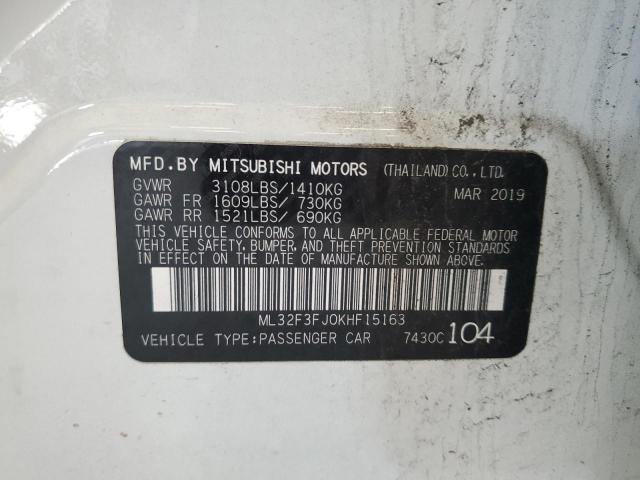 MFD.BY MITSUBISHI MOTORS (THAILAND) CO.,LTD.
GVWR 3108LBS/1410KG MAR 2019
GAWR FR 1609LBS/ 730KG
GAWR RR 1521LBS/ 690KG
THIS VEHICLE CONFORMS TO ALL APPLICABLE FEDERAL MOTOR
VEHICLE SAFETY, BUMPER, AND THEFT PREVENTION STANDARDS
IN EFFECT ON THE DATE OF MANUFACTURE SHOWN ABOVE.
ML32F3FJ0KHF15163
VEHICLE TYPE:PASSENGER CAR 7430C 104